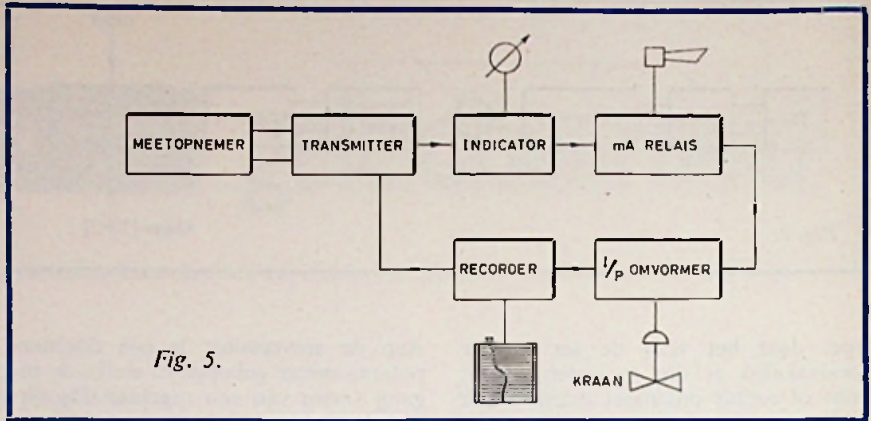 MEETOPNEMER
TRANSMITTER
INDICATOR
mA RELAIS
RECORDER
I/P OMVORMER
KRAAN
Fig. 5.